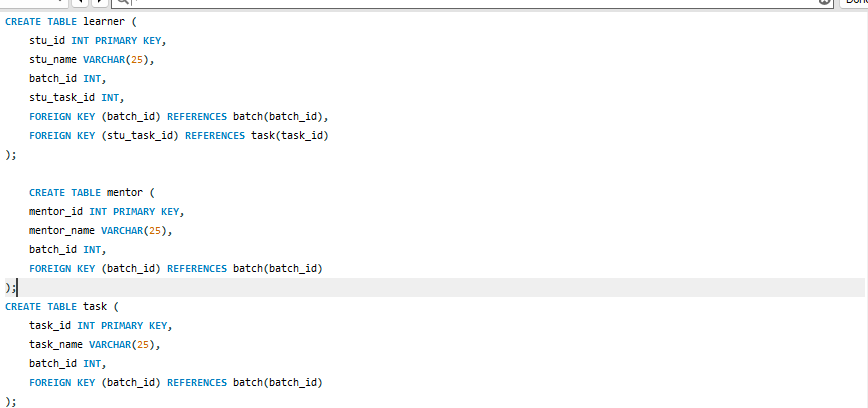 CREATE TABLE learner (
    stu_id INT PRIMARY KEY,
    stu_name VARCHAR(25),
    batch_id INT,
    stu_task_id INT,
    FOREIGN KEY (batch_id) REFERENCES batch(batch_id),
    FOREIGN KEY (stu_task_id) REFERENCES task(task_id)
);

    CREATE TABLE mentor (
    mentor_id INT PRIMARY KEY,
    mentor_name VARCHAR(25),
    batch_id INT,
    FOREIGN KEY (batch_id) REFERENCES batch(batch_id)
);
CREATE TABLE task (
    task_id INT PRIMARY KEY,
    task_name VARCHAR(25),
    batch_id INT,
    FOREIGN KEY (batch_id) REFERENCES batch(batch_id)
);